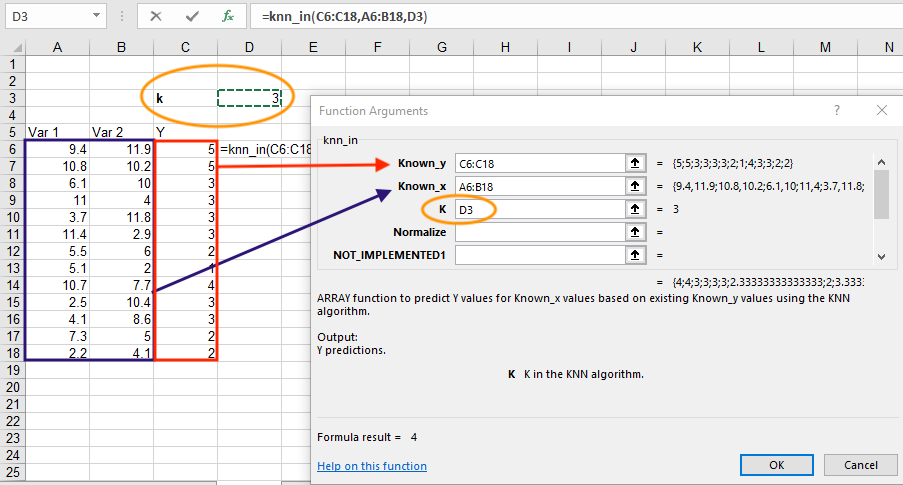 D3 =knn_in(C6:C18,A6:B18,D3)
A B C D E F G H I J K L M N
1
2
3 k 3
4
5 Var 1 Var 2 Y
6 9.4 11.9 5 =knn_in(C6:C18
7 10.8 10.2 5
8 6.1 10 3
9 11 4 3
10 3.7 11.8 3
11 11.4 2.9 3
12 5.5 6 2
13 5.1 2 1
14 10.7 7.7 4
15 2.5 10.4 3
16 4.1 8.6 3
17 7.3 5 2
18 2.2 4.1 2
19
20
21
22
23
24
25
Function Arguments ?
knn_in
Known_y C6:C18 = {5;5;3;3;3;3;2;1;4;3;3;2;2}
Known_x A6:B18 = {9.4,11.9;10.8,10.2;6.1,10;11,4;3.7,11.8;
K D3 = 3
Normalize =
NOT_IMPLEMENTED1 =
= {4;4;3;3;3;3;2.33333333333333;2;3.3333
ARRAY function to predict Y values for Known_x values based on existing Known_y values using the KNN
algorithm.
Output:
Y predictions.
K K in the KNN algorithm.
Formula result = 4
Help on this function
OK Cancel